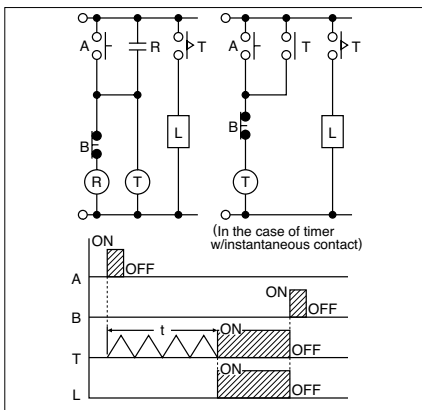 A R T A T T
B L B L
R T T
(In the case of timer
w/instantaneous contact)
ON
A OFF
ON
B OFF
t ON
T OFF
ON
L OFF